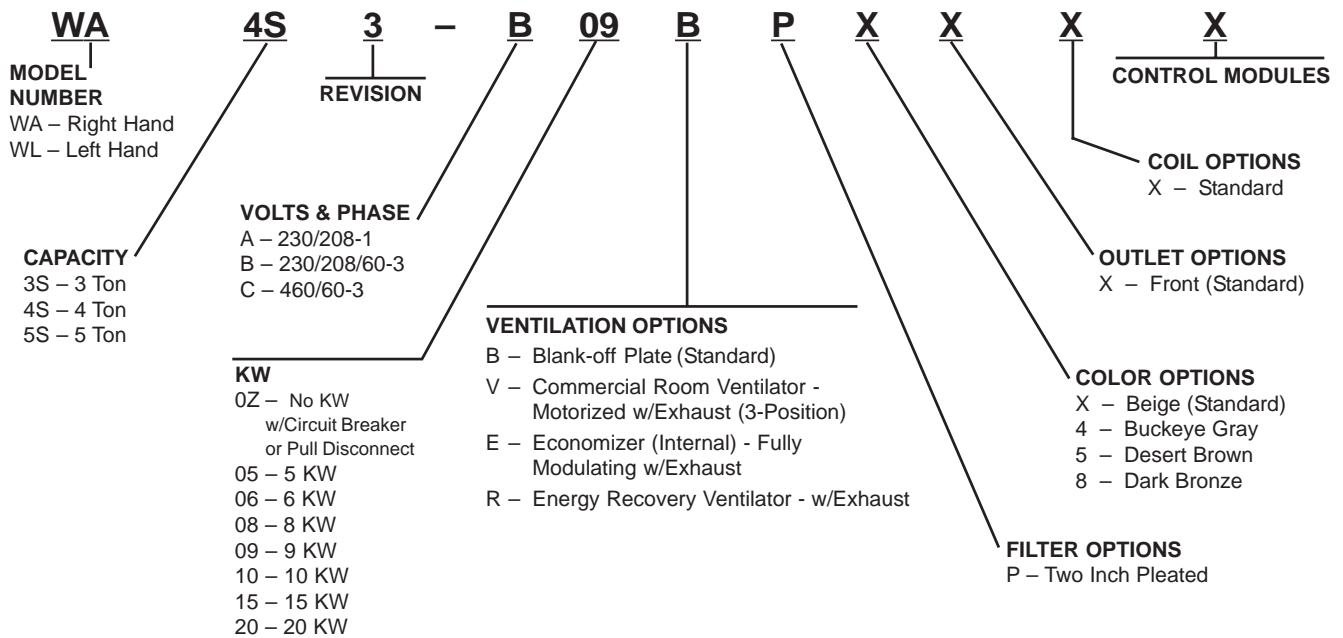 WA 4S 3 – B 09 B P X X X X
MODEL
NUMBER
WA – Right Hand
WL – Left Hand
REVISION
CONTROL MODULES
COIL OPTIONS
X – Standard
VOLTS & PHASE
A – 230/208-1
B – 230/208/60-3
C – 460/60-3
CAPACITY
3S – 3 Ton
4S – 4 Ton
5S – 5 Ton
OUTLET OPTIONS
X – Front (Standard)
VENTILATION OPTIONS
B – Blank-off Plate (Standard)
V – Commercial Room Ventilator -
Motorized w/Exhaust (3-Position)
E – Economizer (Internal) - Fully
Modulating w/Exhaust
R – Energy Recovery Ventilator - w/Exhaust
KW
0Z – No KW
w/Circuit Breaker
or Pull Disconnect
05 – 5 KW
06 – 6 KW
08 – 8 KW
09 – 9 KW
10 – 10 KW
15 – 15 KW
20 – 20 KW
COLOR OPTIONS
X – Beige (Standard)
4 – Buckeye Gray
5 – Desert Brown
8 – Dark Bronze
FILTER OPTIONS
P – Two Inch Pleated